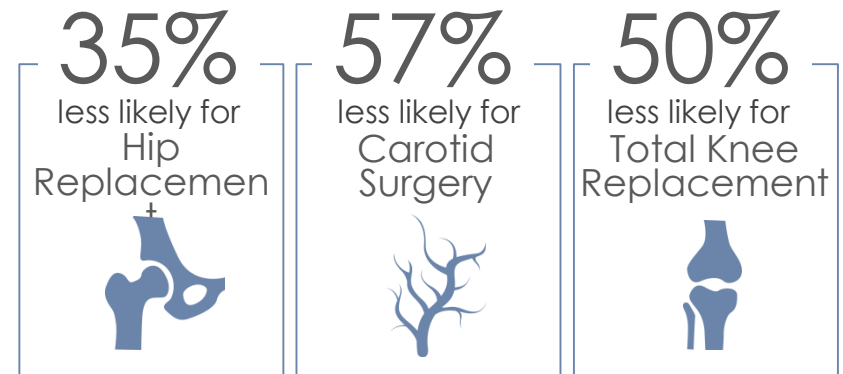 35%
less likely for
Hip
Replacemen
t
57%
less likely for
Carotid
Surgery
50%
less likely for
Total Knee
Replacement